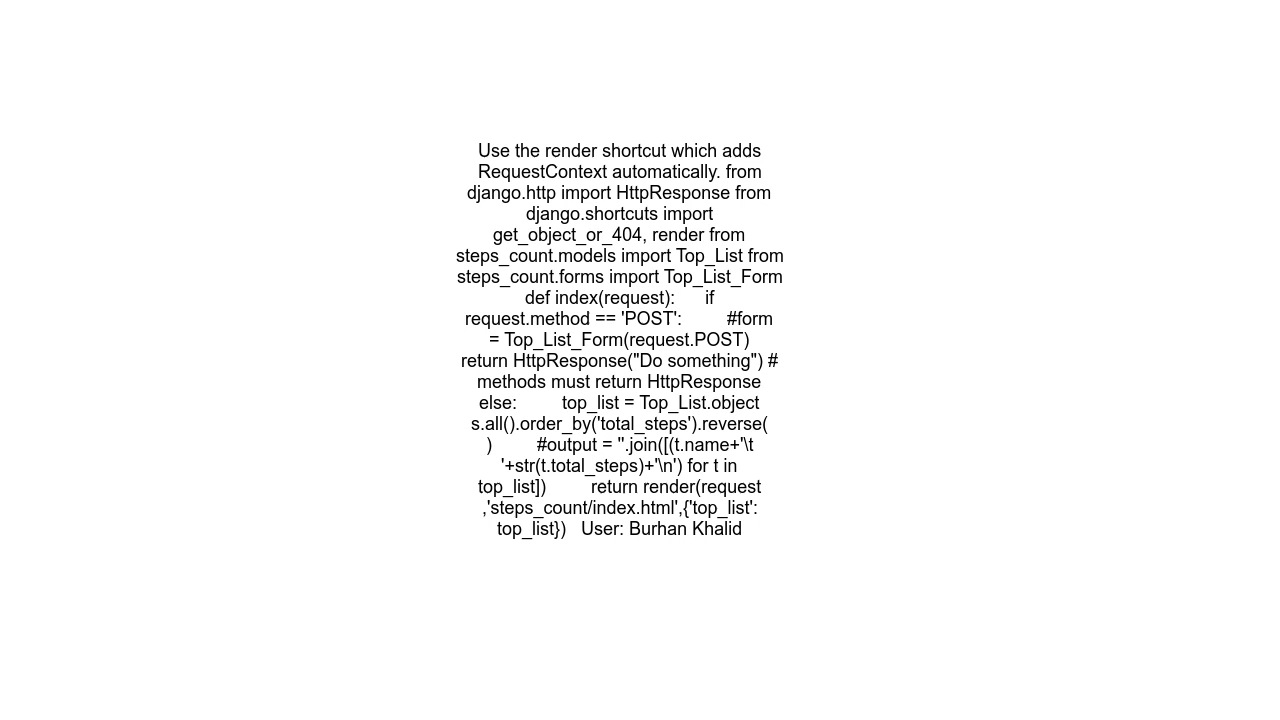 Use the render shortcut which adds
RequestContext automatically. from
django.http import HttpResponse from
django.shortcuts import
get_object_or_404, render from
steps_count.models import Top_List from
steps_count.forms import Top_List_Form
def index(request):      if
request.method == 'POST':         #form
= Top_List_Form(request.POST)
return HttpResponse("Do something") #
methods must return HttpResponse
else:         top_list = Top_List.object
s.all().order_by('total_steps').reverse(
)         #output = ''.join([(t.name+'\t
'+str(t.total_steps)+'\n') for t in
top_list])         return render(request
,'steps_count/index.html',{'top_list':
top_list})   User: Burhan Khalid